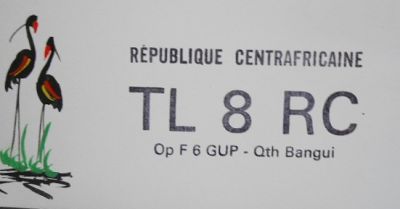 RÉPUBLIQUE CENTRAFRICAINE
TL 8 RC
Op F 6 GUP - Qth Bangui